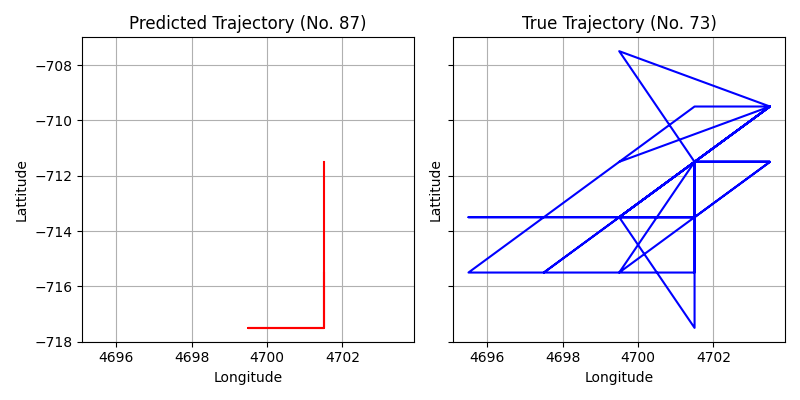 Predicted Trajectory (No. 87)
True Trajectory (No. 73)
−708
−710
−712
−714
−716
−718
Lattitude
Lattitude
4696
4698
4700
4702
4696
4698
4700
4702
Longitude
Longitude